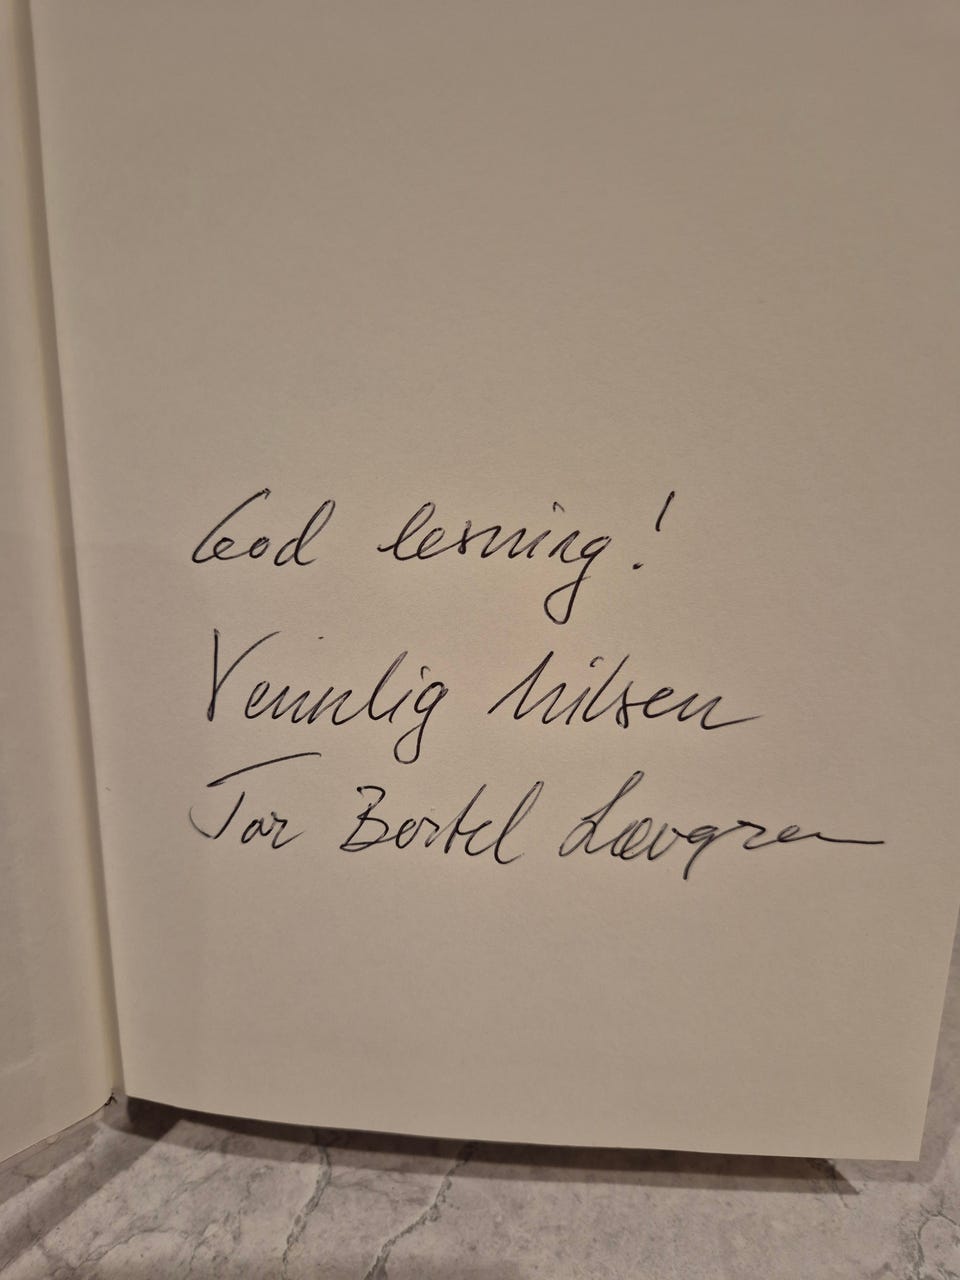 God lesning!
Vennlig hilsen
Tor Bertel Løvgren